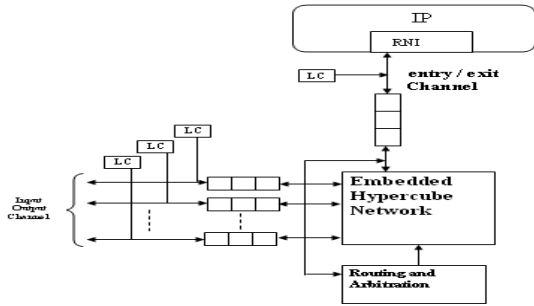 IP
RNI
LC
entry / exit
Channel
LC
LC
LC
Input
Output
Channel
Embedded
Hypercube
Network
Routing and
Arbitration